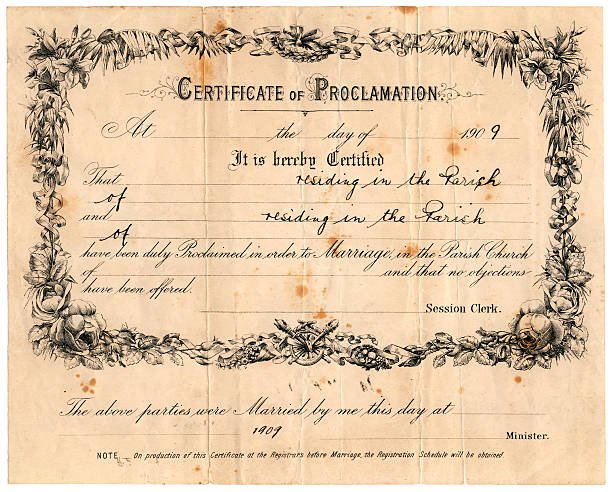 CERTIFICATE OF PROCLAMATION.
At the day of 1909
It is hereby Certified
That residing in the Parish
of
and residing in the Parish
of
have been duly Proclaimed in order to Marriage, in the Parish Church
of and that no objections
have been offered.
Session Clerk.
The above parties were Married by me this day at
1909 Minister.
NOTE On production of this Certificate at the Registrars before Marriage, the Registration Schedule will be obtained.